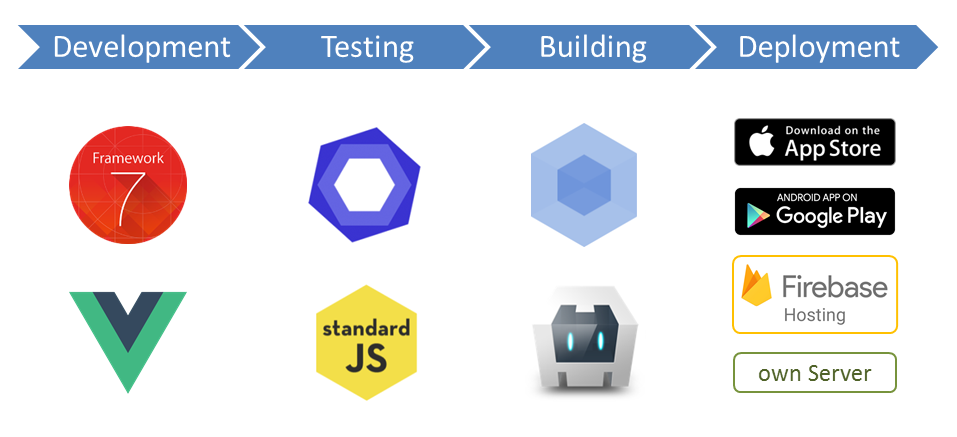 Development
Testing
Building
Deployment
Framework
7
standard
JS
Download on the
App Store
ANDROID APP ON
Google Play
Firebase
Hosting
own Server